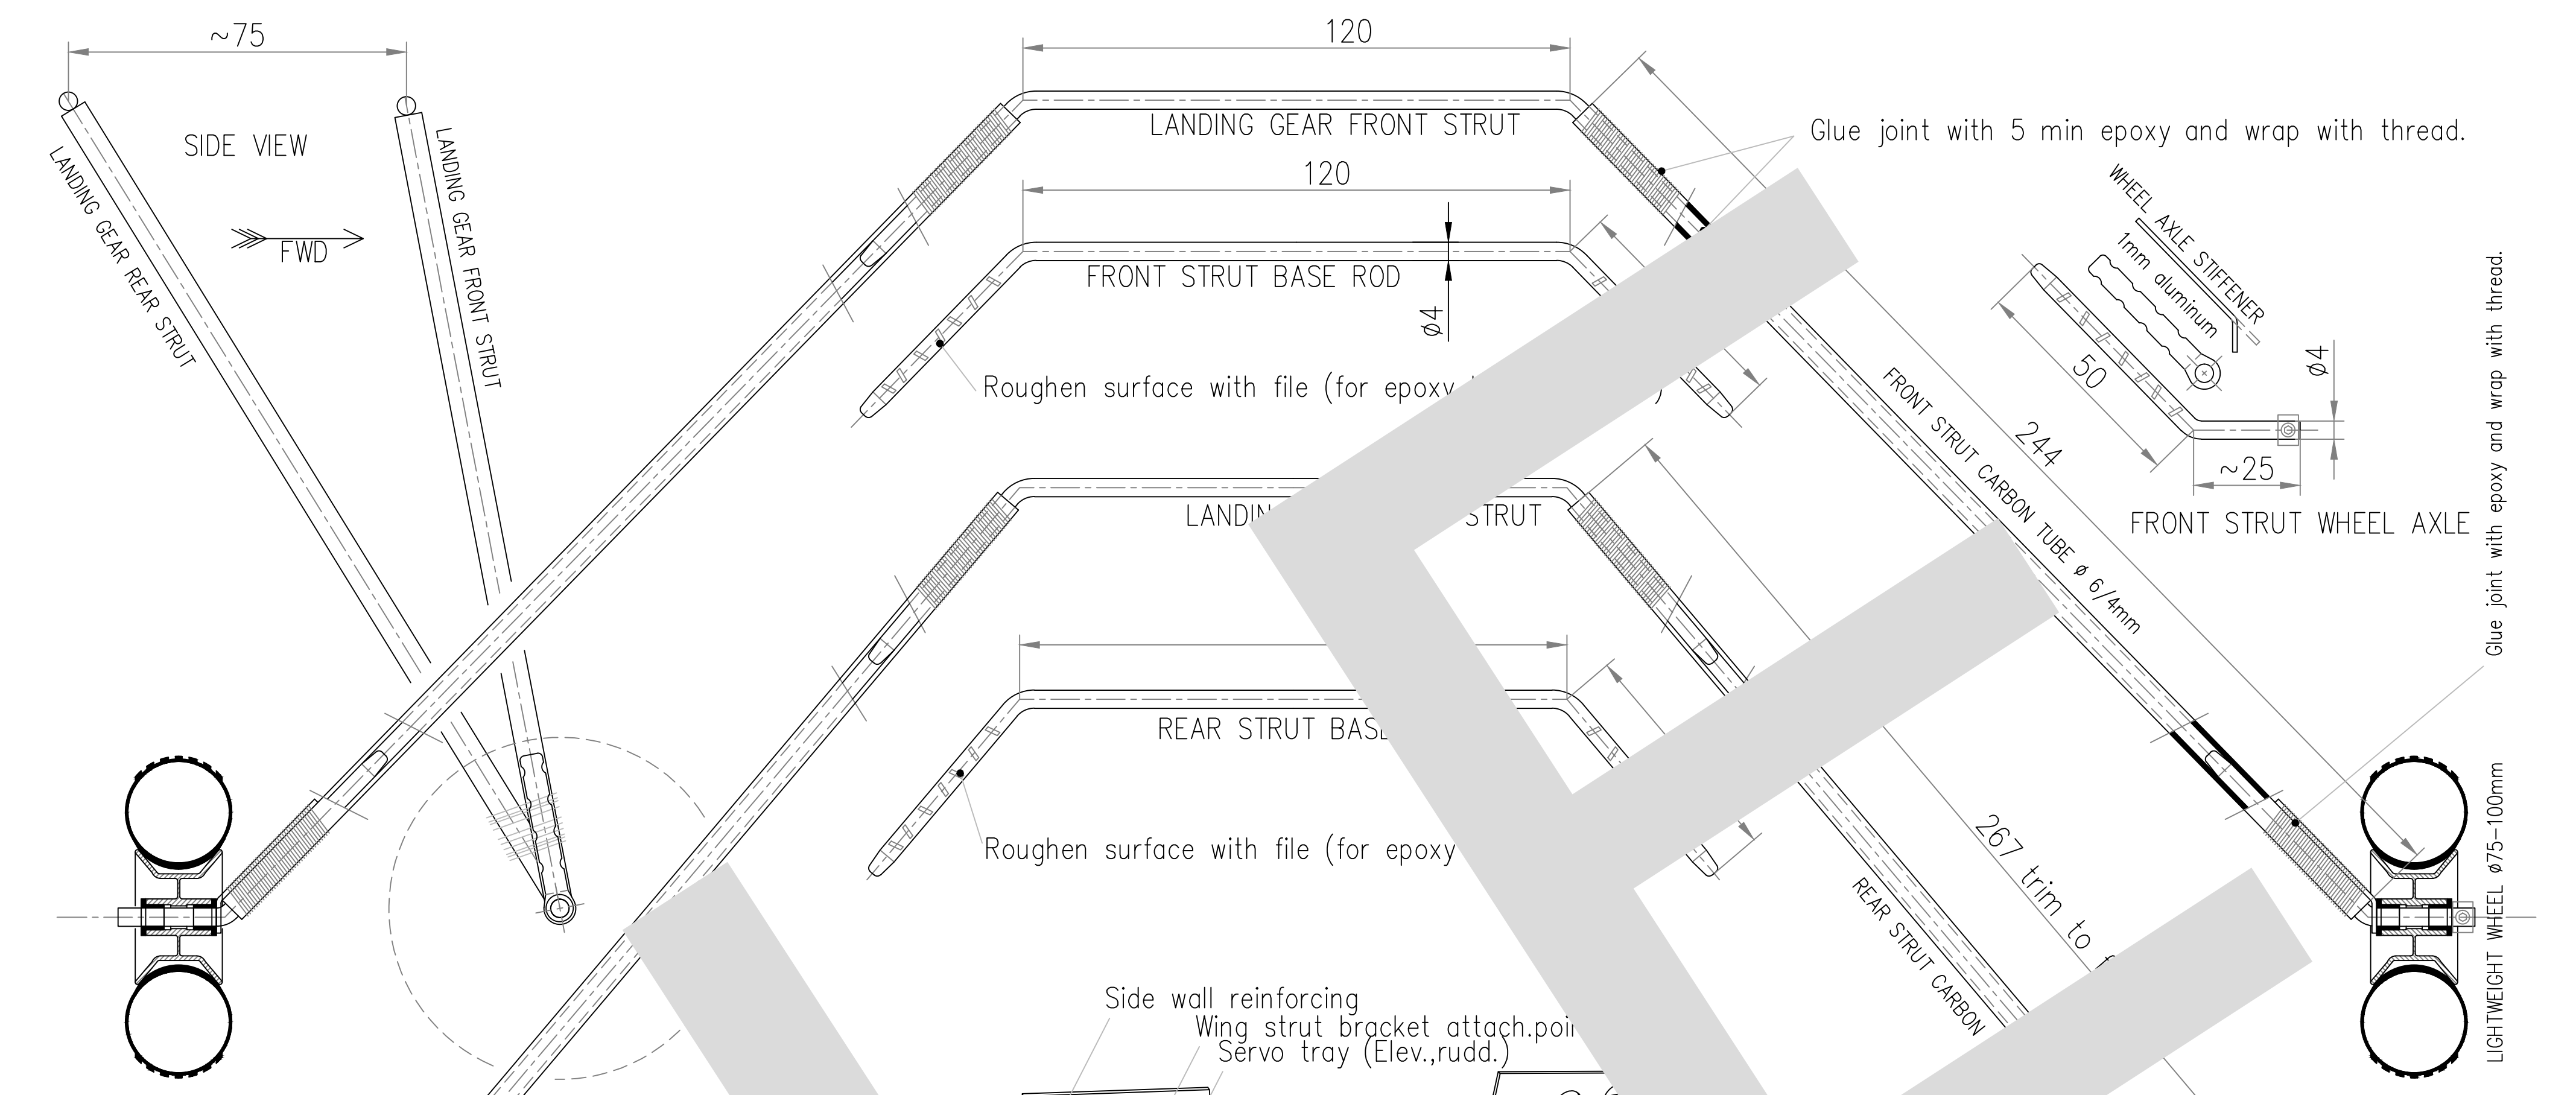 ~75
120
LANDING GEAR FRONT STRUT
Glue joint with 5 min epoxy and wrap with thread.
SIDE VIEW
FWD
LANDING GEAR REAR STRUT
LANDING GEAR FRONT STRUT
120
FRONT STRUT BASE ROD
ø4
Roughen surface with file (for epoxy
)
WHEEL AXLE STIFFENER
1mm aluminum
50
ø4
~25
FRONT STRUT WHEEL AXLE
Glue joint with epoxy and wrap with thread.
FRONT STRUT CARBON TUBE ø 6/4mm
244
STRUT
REAR STRUT
Roughen surface with file (for epoxy
267 trim to
REAR STRUT CARBON
LIGHTWEIGHT WHEEL ø75-100mm
Side wall reinforcing
Wing strut bracket
Servo tray (Elev.,rudd.)